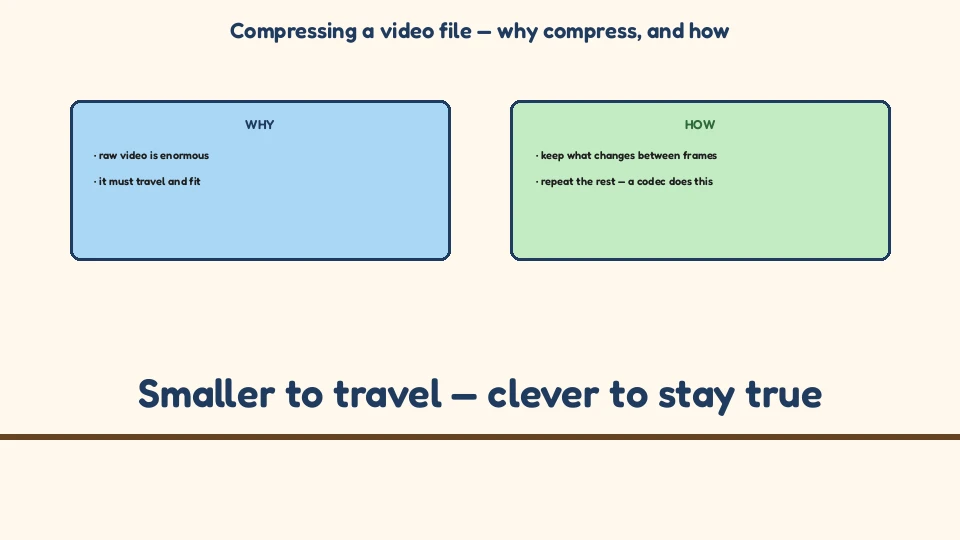 Compressing a video file — why compress, and how
WHY
· raw video is enormous
· it must travel and fit
HOW
· keep what changes between frames
· repeat the rest — a codec does this
Smaller to travel — clever to stay true